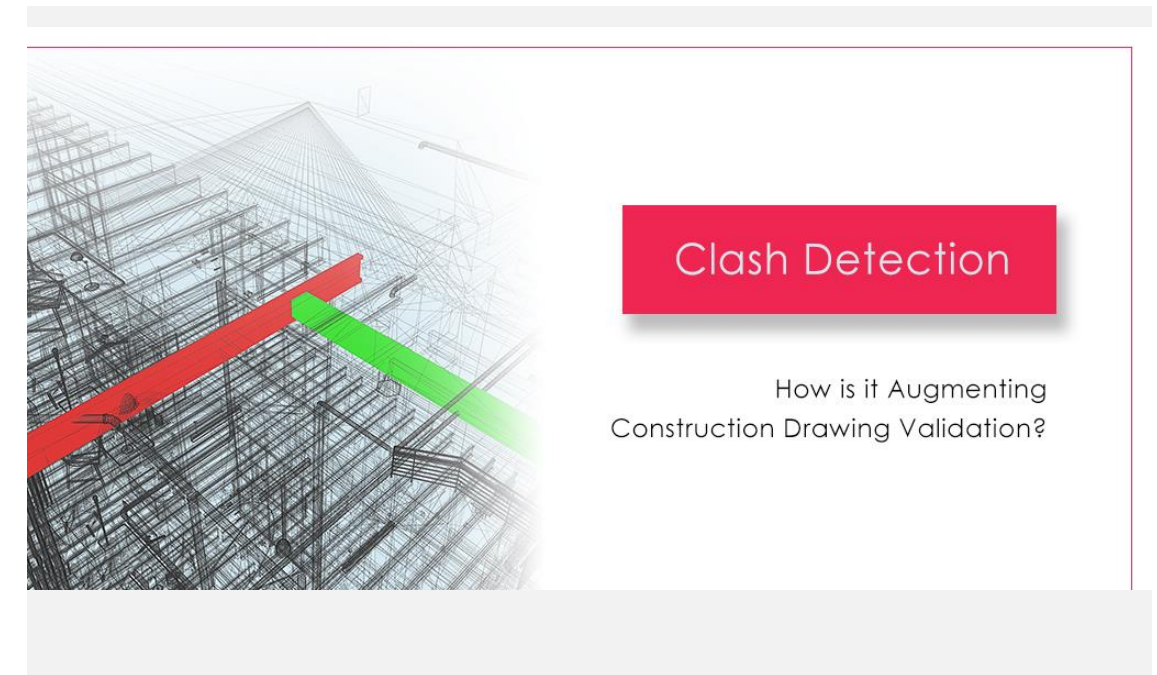 Clash Detection
How is it Augmenting
Construction Drawing Validation?